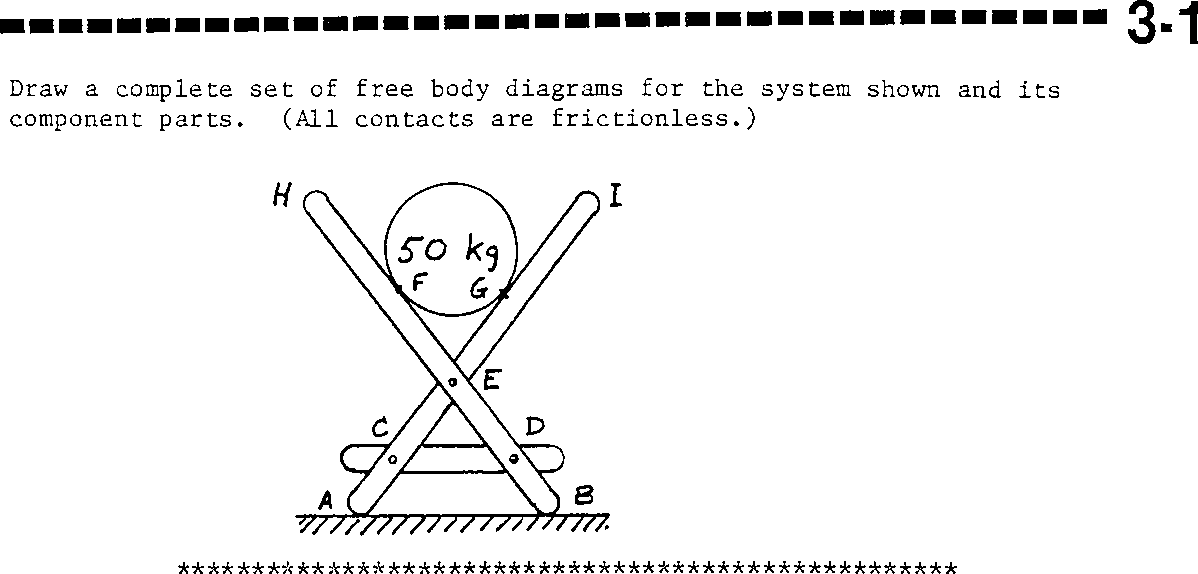 3-1
Draw a complete set of free body diagrams for the system shown and its
component parts. (All contacts are frictionless.)
H
I
50 kg
F
G
E
C
D
A
B
****************************************************